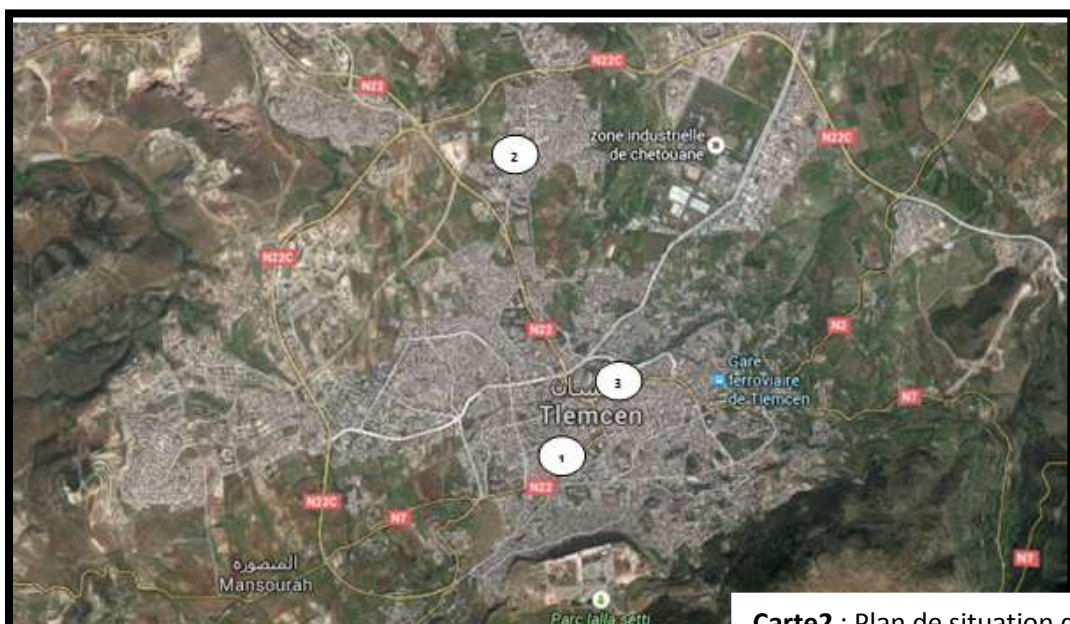 N22C
N22
zone industrielle
de chetouane
N22C
2
N22C
N22
N2
Gare
ferroviaire
de Tlemcen
3
Tlemcen
N7
1
N22
N22C
N7
المنصورة
Mansourah
N7
Parc lalla setti
Carte2 : Plan de situation